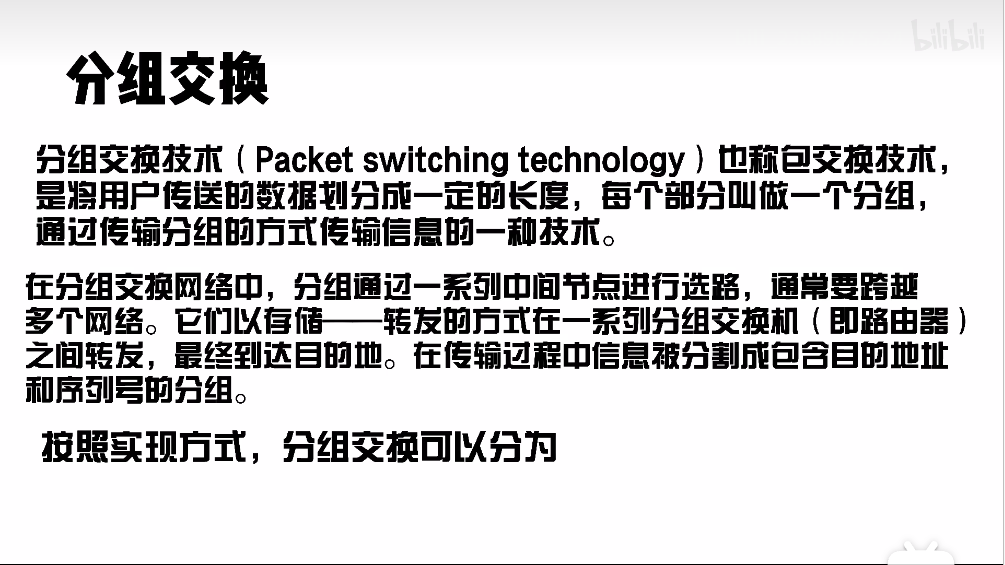 bilibili
分组交换
分组交换技术（Packet switching technology）也称包交换技术，
是将用户传送的数据划分成一定的长度，每个部分叫做一个分组，
通过传输分组的方式传输信息的一种技术。
在分组交换网络中，分组通过一系列中间节点进行选路，通常要跨越
多个网络。它们以存储——转发的方式在一系列分组交换机（即路由器）
之间转发，最终到达目的地。在传输过程中信息被分割成包含目的地址
和序列号的分组。
按照实现方式，分组交换可以分为